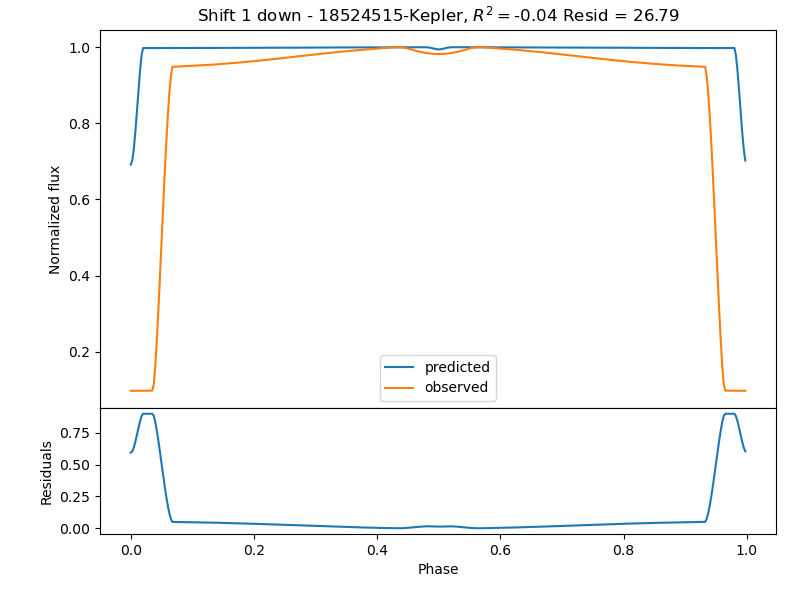 Shift 1 down - 18524515-Kepler, R² = -0.04 Resid = 26.79
Normalized flux
1.0
0.8
0.6
0.4
0.2
predicted
observed
Residuals
0.75
0.50
0.25
0.00
0.0 0.2 0.4 0.6 0.8 1.0
Phase